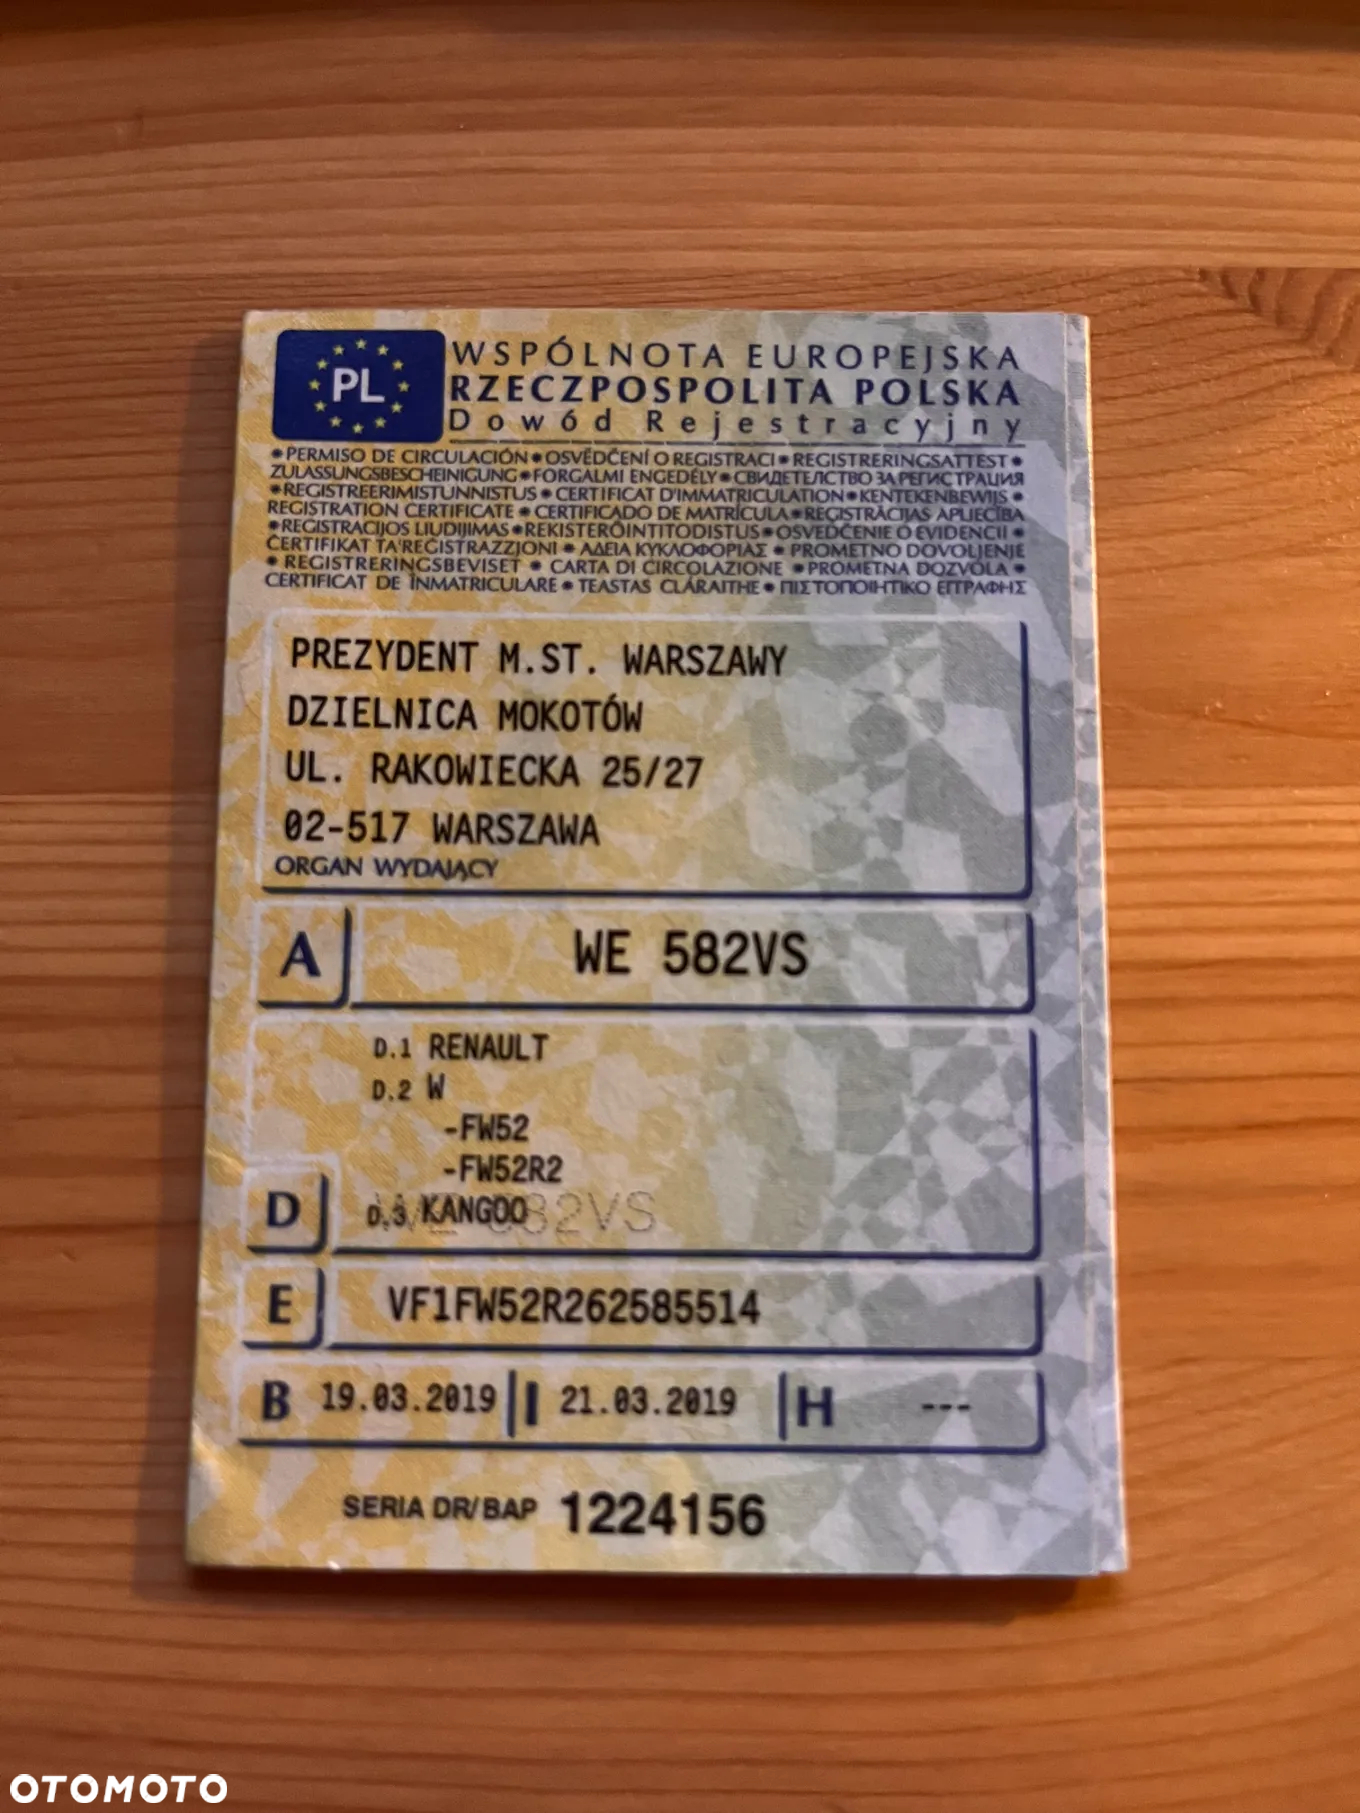 PL
WSPÓLNOTA EUROPEJSKA
RZECZPOSPOLITA POLSKA
Dowód Rejestracyjny
•PERMISO DE CIRCULACIÓN•OSVĚDČENÍ O REGISTRACI•REGISTRERINGSATTEST•
ZULASSUNGSBESCHEINIGUNG•FORGALMI ENGEDÉLY•СВИДЕТЕЛСТВО ЗА РЕГИСТРАЦИЯ
•REGISTREERIMISTUNNISTUS•CERTIFICAT D'IMMATRICULATION•KENTEKENBEWIJS•
REGISTRATION CERTIFICATE•CERTIFICADO DE MATRÍCULA•REĢISTRĀCIJAS APLIECĪBA
•REGISTRACIJOS LIUDIJIMAS•REKISTERÖINTITODISTUS•OSVEDČENIE O EVIDENCII•
ĊERTIFIKAT TA'REĠISTRAZZJONI•ΑΔΕΙΑ ΚΥΚΛΟΦΟΡΙΑΣ•PROMETNO DOVOLJENJE
•REGISTRERINGSBEVISET•CARTA DI CIRCOLAZIONE•PROMETNA DOZVOLA•
CERTIFICAT DE ÎNMATRICULARE•TEASTAS CLÁRAITHE•ΠΙΣΤΟΠΟΙΗΤΙΚΟ ΕΓΓΡΑΦΗΣ
PREZYDENT M.ST. WARSZAWY
DZIELNICA MOKOTÓW
UL. RAKOWIECKA 25/27
02-517 WARSZAWA
ORGAN WYDAJĄCY
A WE 582VS
D.1 RENAULT
D.2 W
-FW52
-FW52R2
D D.3 KANGOO WE 582VS
E VF1FW52R262585514
B 19.03.2019 I 21.03.2019 H ---
SERIA DR/BAP 1224156
OTOMOTO